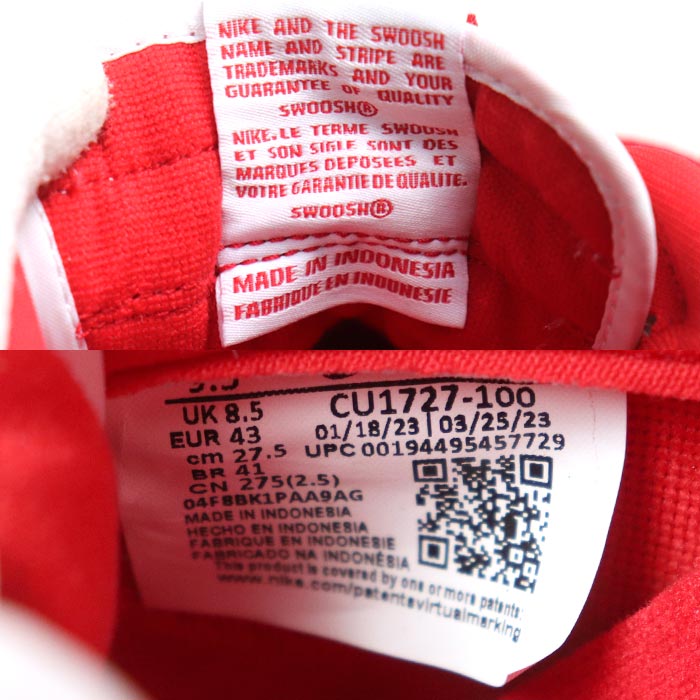 NIKE AND THE SWOOSH
NAME AND STRIPE ARE
TRADEMARKS AND YOUR
GUARANTEE OF QUALITY
SWOOSH®
NIKE.LE TERME SWOOSH
ET SON SIGLE SONT DES
MARQUES DEPOSEES ET
VOTRE GARANTIE DE QUALITE.
SWOOSH®
MADE IN INDONESIA
FABRIQUE EN INDONESIE
9.5
UK 8.5
EUR 43
cm 27.5
BR 41
CN 275(2.5)
04F8BK1PAA9AG
MADE IN INDONESIA
HECHO EN INDONESIA
FABRIQUE EN INDONESIE
FABRICADO NA INDONÉSIA
CU1727-100
01/18/23 | 03/25/23
UPC 00194495457729
This product is covered by one or more patents:
www.nike.com/patentsvirtualmarking